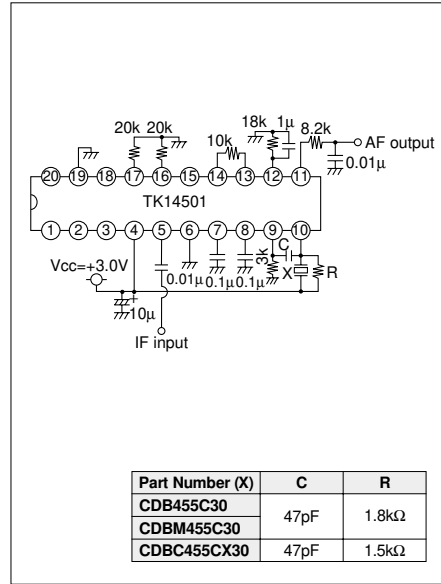 20k 20k
10k
18k 1μ
8.2k
AF output
0.01μ
20 19 18 17 16 15 14 13 12 11
TK14501
1 2 3 4 5 6 7 8 9 10
Vcc=+3.0V
+
10μ
0.01μ
0.1μ 0.1μ
3k
C
X
R
IF input
Part Number (X) C R
CDB455C30 47pF 1.8kΩ
CDBM455C30
CDBC455CX30 47pF 1.5kΩ